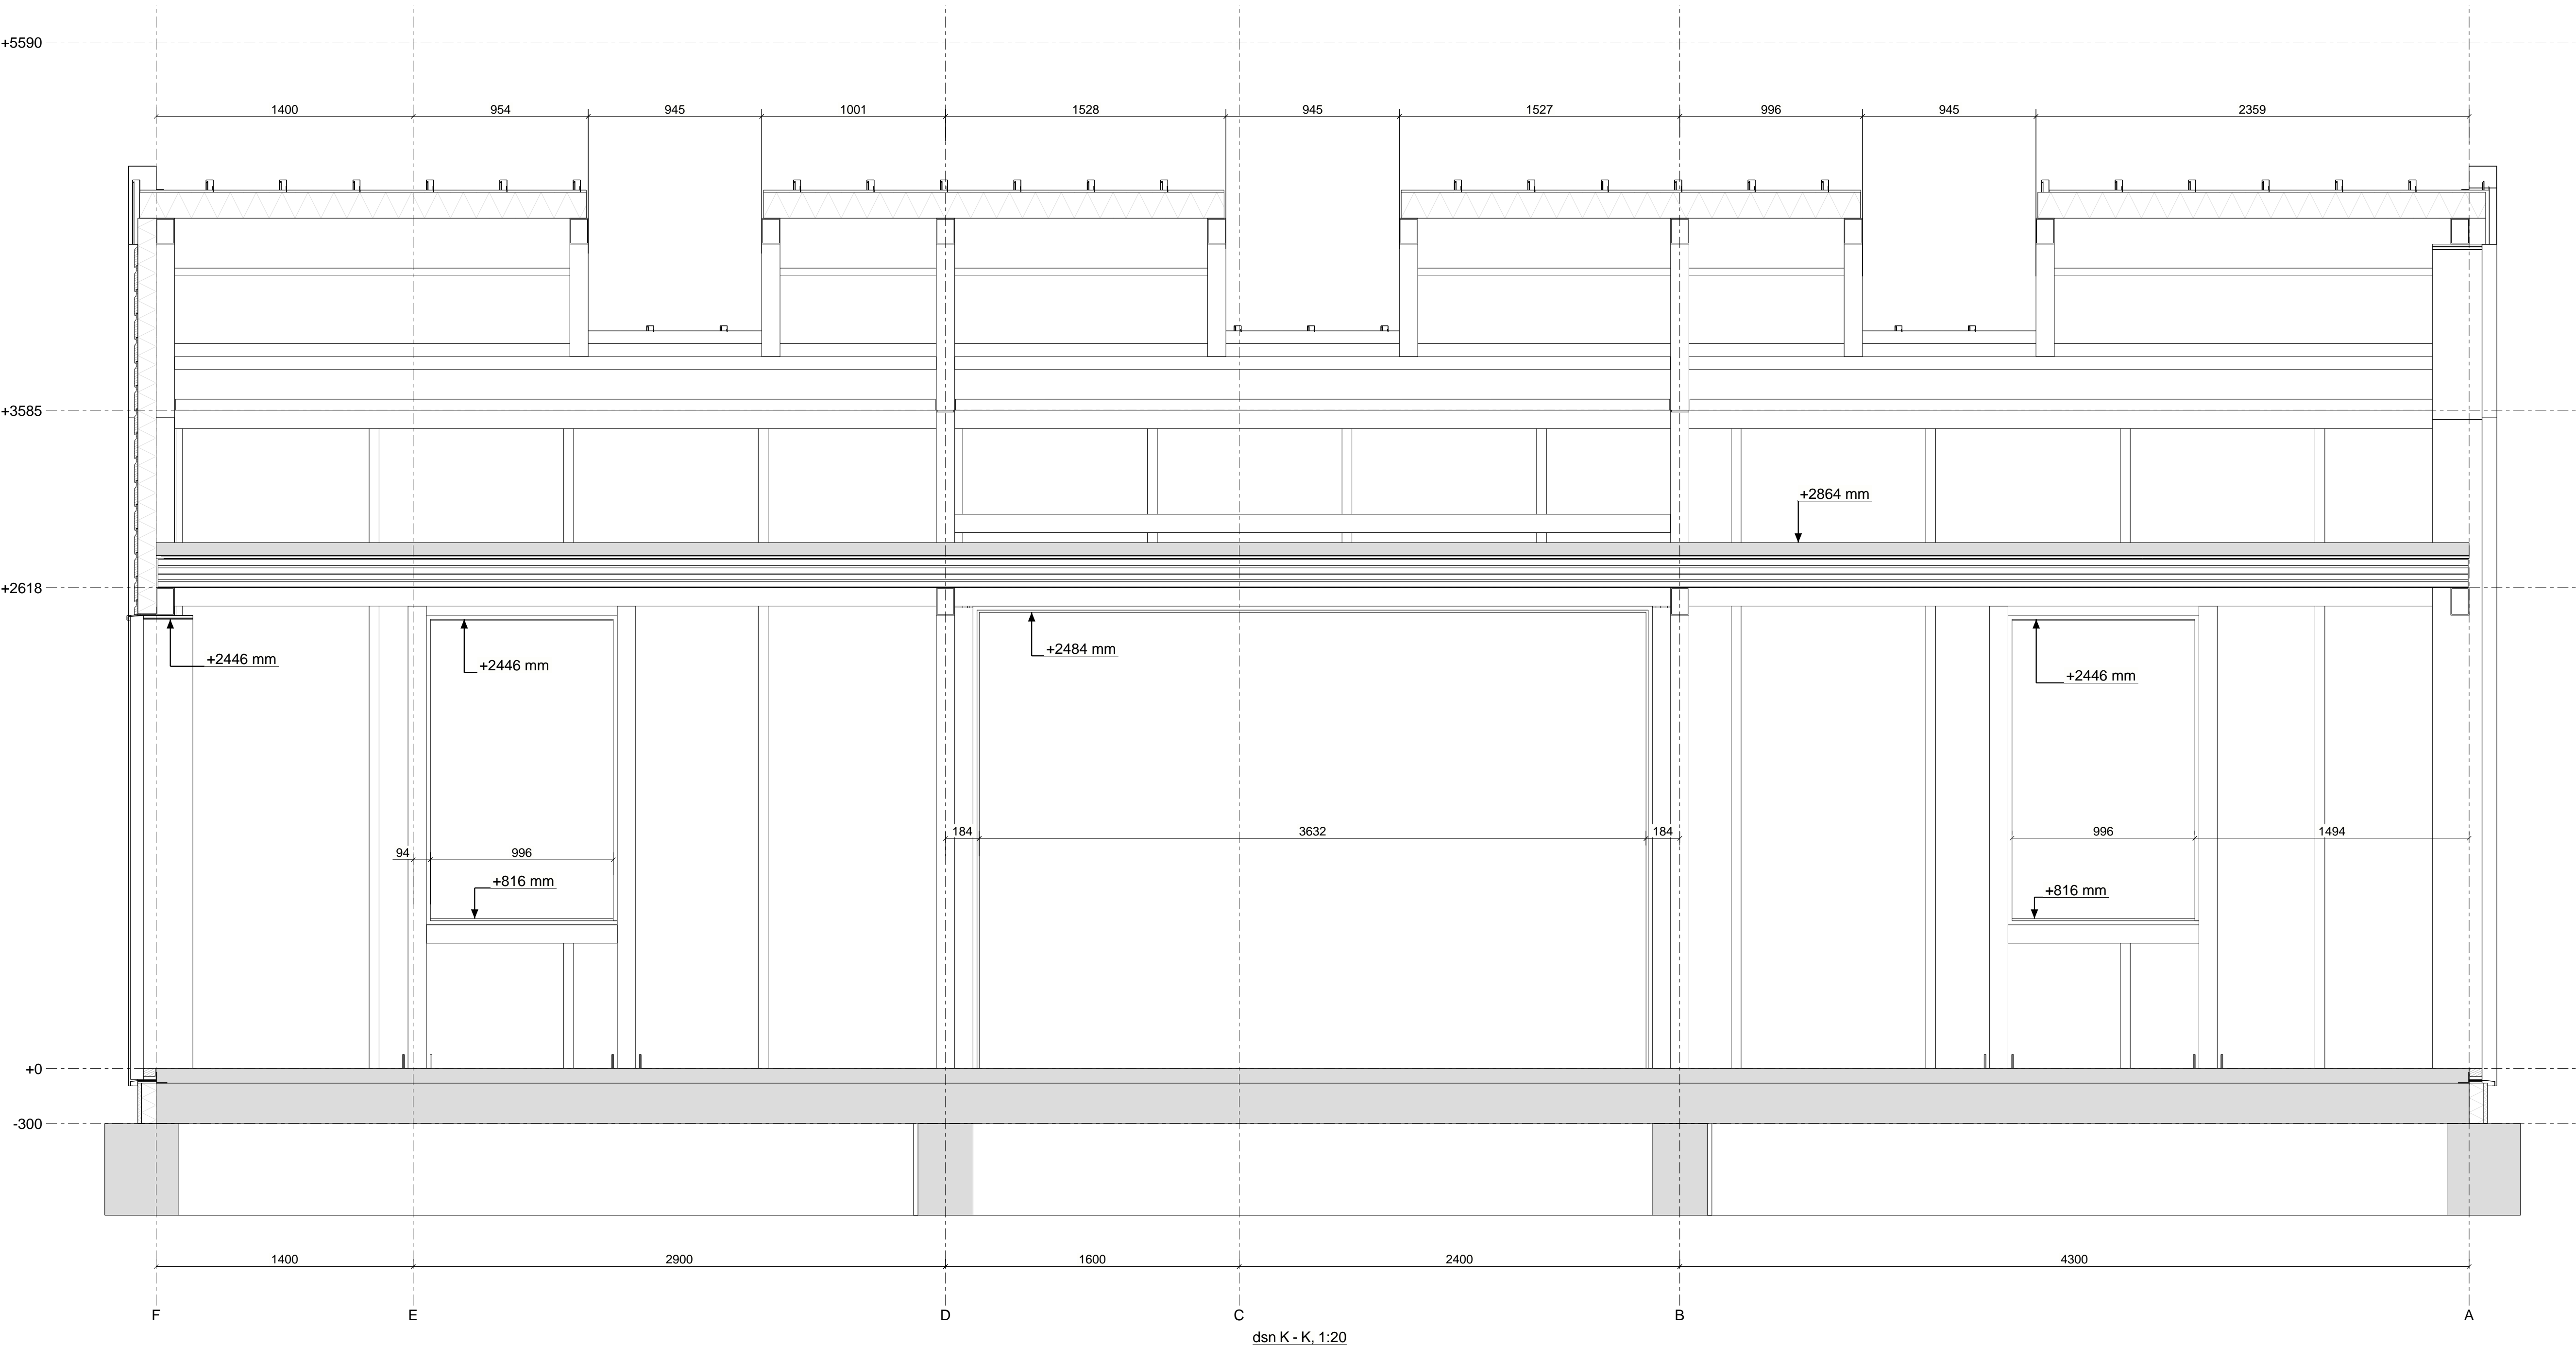 +5590
1400 954 945 1001 1528 945 1527 996 945 2359
+3585
+2864 mm
+2618
+2446 mm
+2446 mm
+2484 mm
+2446 mm
184 3632 184 996 1494
94 996
+816 mm
+816 mm
+0
-300
1400 2900 1600 2400 4300
F E D C B A
dsn K - K, 1:20